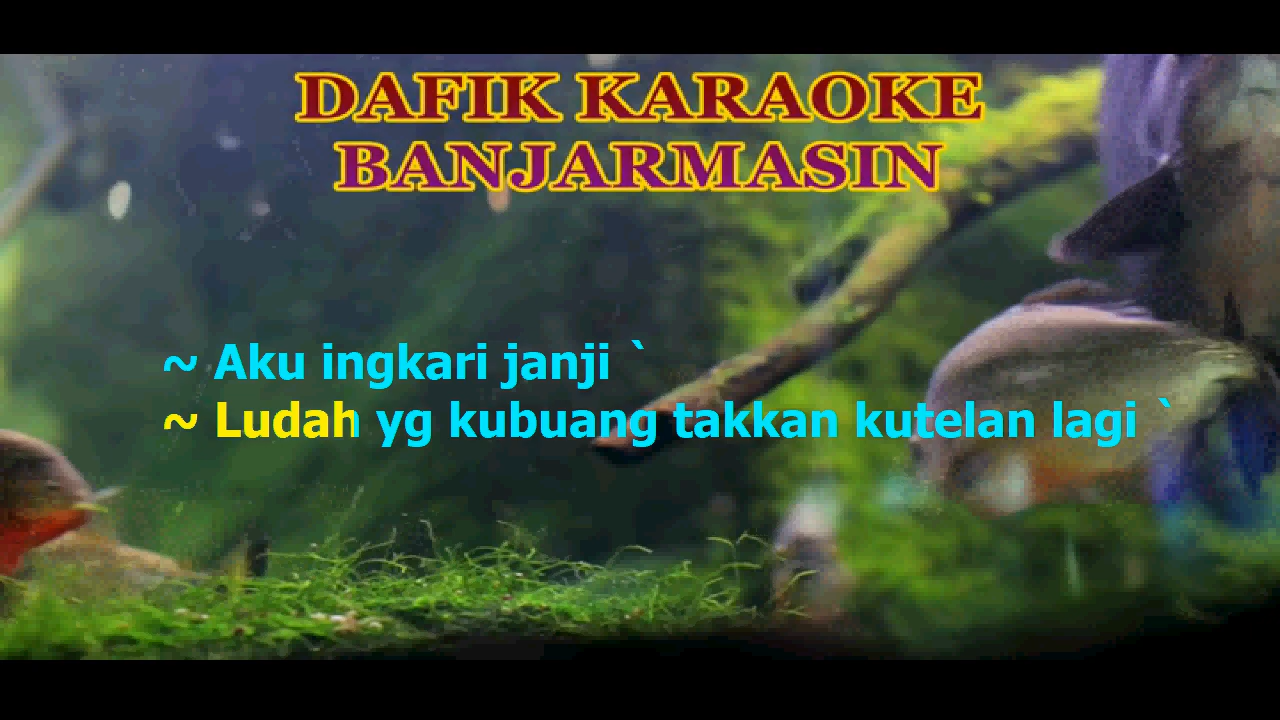 DAFIK KARAOKE
BANJARMASIN
~ Aku ingkari janji `
~ Ludah yg kubuang takkan kutelan lagi `